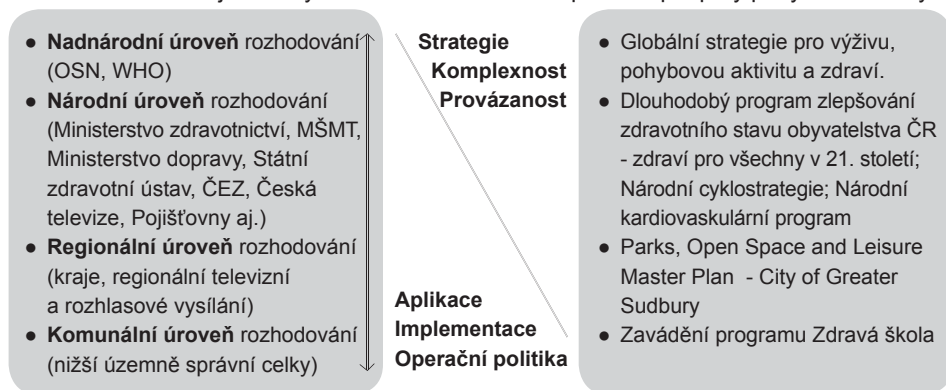 ● Nadnárodní úroveň rozhodování
(OSN, WHO)
● Národní úroveň rozhodování
(Ministerstvo zdravotnictví, MŠMT,
Ministerstvo dopravy, Státní
zdravotní ústav, ČEZ, Česká
televize, Pojišťovny aj.)
● Regionální úroveň rozhodování
(kraje, regionální televizní
a rozhlasové vysílání)
● Komunální úroveň rozhodování
(nižší územně správní celky)
Strategie
Komplexnost
Provázanost
Aplikace
Implementace
Operační politika
● Globální strategie pro výživu,
pohybovou aktivitu a zdraví.
● Dlouhodobý program zlepšování
zdravotního stavu obyvatelstva ČR
- zdraví pro všechny v 21. století;
Národní cyklostrategie; Národní
kardiovaskulární program
● Parks, Open Space and Leisure
Master Plan - City of Greater
Sudbury
● Zavádění programu Zdravá škola